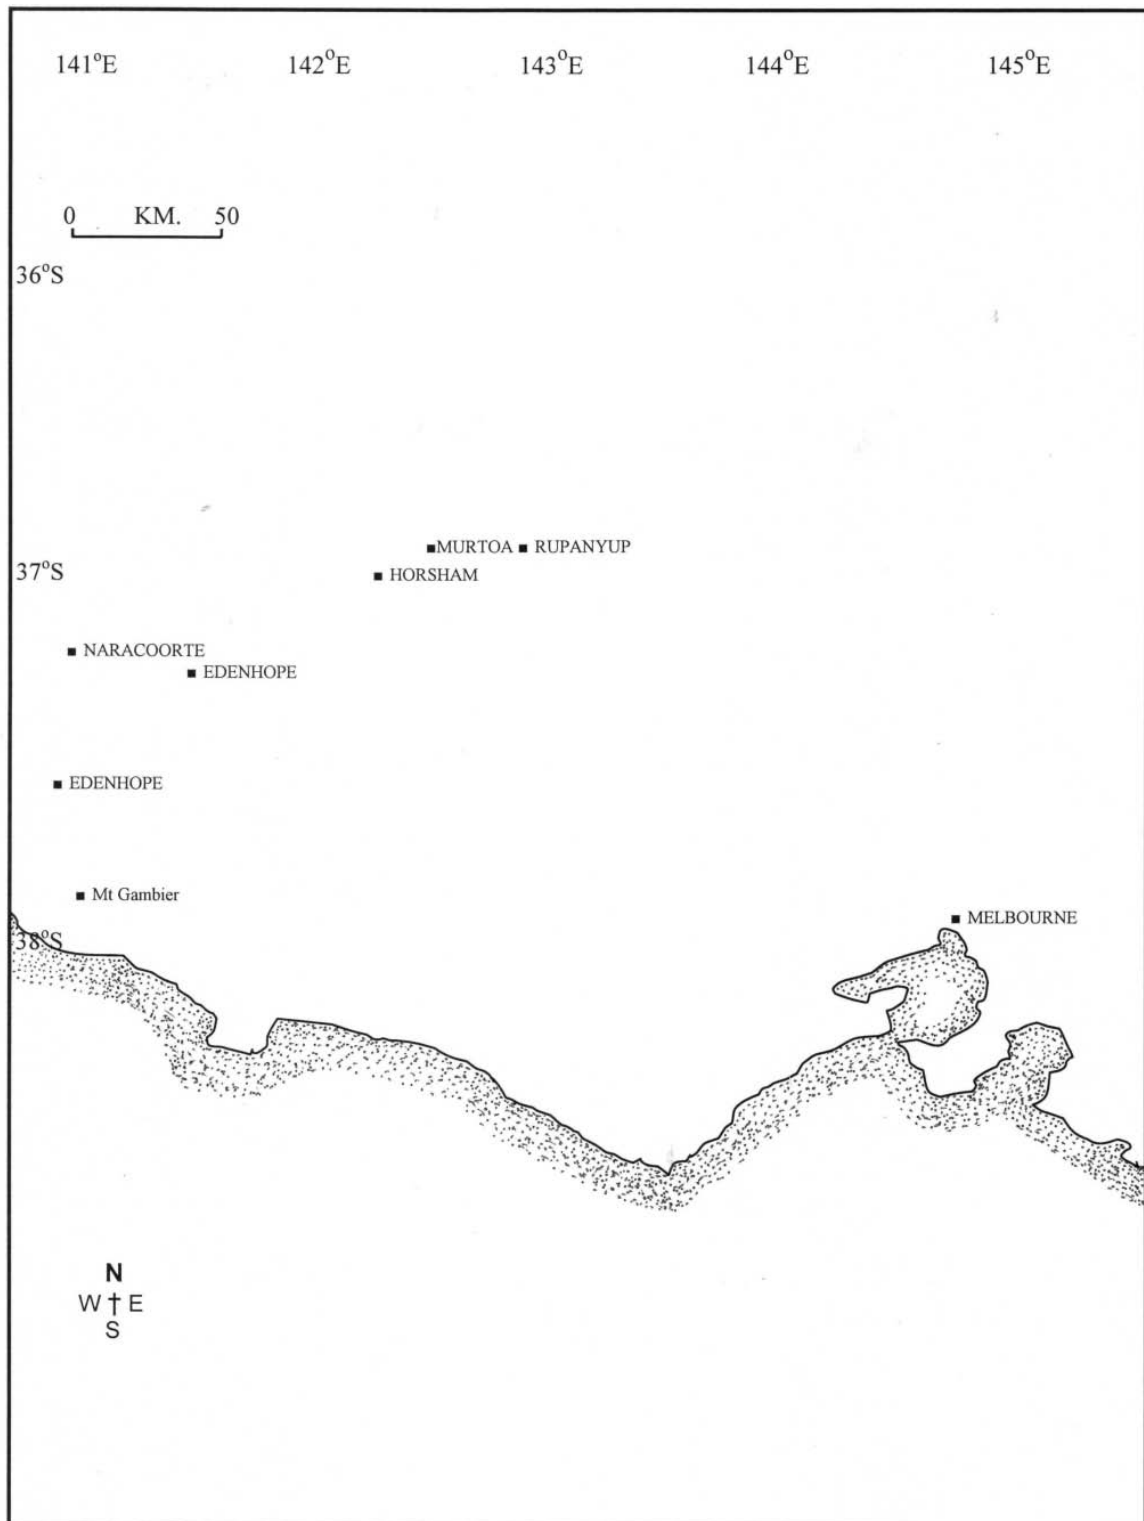 141°E 142°E 143°E 144°E 145°E
0 KM. 50
36°S
MURTOA RUPANYUP
37°S
HORSHAM
NARACOORTE
EDENHOPE
EDENHOPE
Mt Gambier
MELBOURNE
38°S
N
W E
S